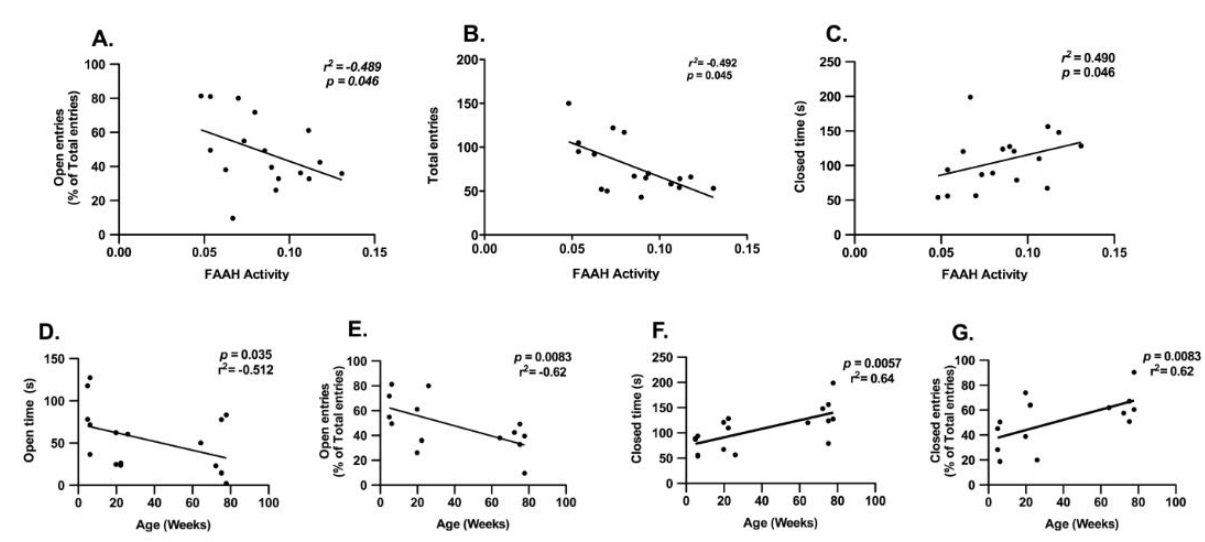 A.
r² = -0.489
p = 0.046
Open entries
(% of Total entries)
100
80
60
40
20
0
0.00 0.05 0.10 0.15
FAAH Activity
B.
r²= -0.492
p = 0.045
Total entries
200
150
100
50
0
0.00 0.05 0.10 0.15
FAAH Activity
C.
r² = 0.490
p = 0.046
Closed time (s)
250
200
150
100
50
0
0.00 0.05 0.10 0.15
FAAH Activity
D.
p = 0.035
r²= -0.512
Open time (s)
150
100
50
0
0 20 40 60 80 100
Age (Weeks)
E.
p = 0.0083
r²= -0.62
Open entries
(% of Total entries)
100
80
60
40
20
0
0 20 40 60 80 100
Age (Weeks)
F.
p = 0.0057
r²= 0.64
Closed time (s)
250
200
150
100
50
0
0 20 40 60 80 100
Age (Weeks)
G.
p = 0.0083
r²= 0.62
Closed entries
(% of Total entries)
100
80
60
40
20
0
0 20 40 60 80 100
Age (Weeks)